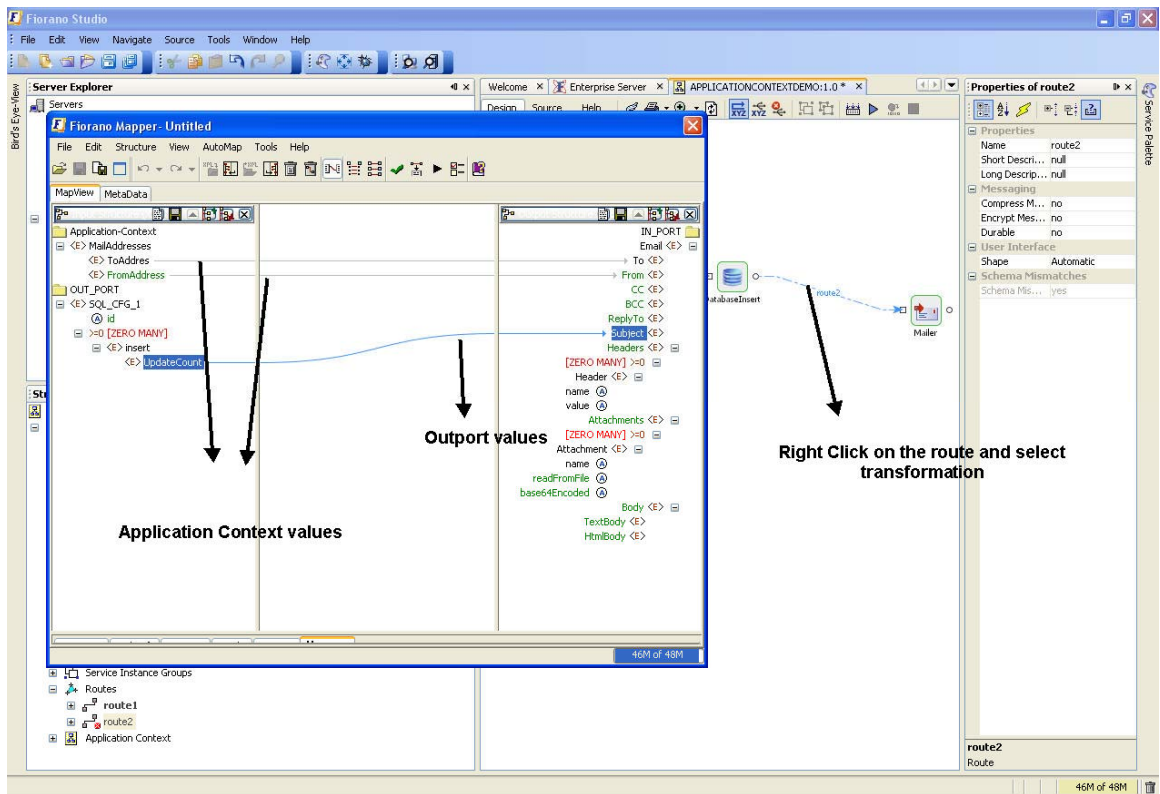 Fiorano Studio
File Edit View Navigate Source Tools Window Help
Bird's Eye-View
Server Explorer
Servers
Welcome Enterprise Server APPLICATIONCONTEXTDEMO:1.0 *
Design Source Help
Properties of route2
Service Palette
Properties
Name route2
Short Descri... null
Long Descrip... null
Messaging
Compress M... no
Encrypt Mes... no
Durable no
User Interface
Shape Automatic
Schema Mismatches
Schema Mis... yes
Fiorano Mapper- Untitled
File Edit Structure View AutoMap Tools Help
MapView MetaData
Application-Context
<E> MailAddresses
<E> ToAddres
<E> FromAddress
OUT_PORT
<E> SQL_CFG_1
id
>=0 [ZERO MANY]
<E> insert
<E> UpdateCount
IN_PORT
Email <E>
To <E>
From <E>
CC <E>
BCC <E>
ReplyTo <E>
Subject <E>
Headers <E>
[ZERO MANY] >=0
Header <E>
name
value
Attachments <E>
[ZERO MANY] >=0
Attachment <E>
name
readFromFile
base64Encoded
Body <E>
TextBody <E>
HtmlBody <E>
Application Context values
Outport values
46M of 48M
atabaseInsert
route2
Mailer
Right Click on the route and select
transformation
Service Instance Groups
Routes
route1
route2
Application Context
route2
Route
46M of 48M